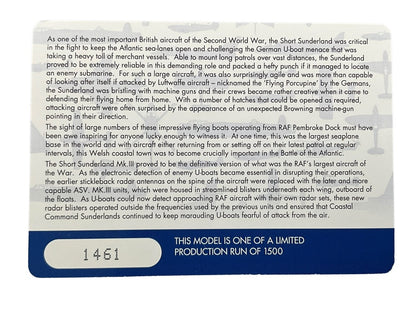 As one of the most important British aircraft of the Second World War, the Short Sunderland was critical
in the fight to keep the Atlantic sea-lanes open and challenging the German U-boat menace that was
taking a heavy toll of merchant vessels. Able to mount long patrols over vast distances, the Sunderland
proved to be extremely reliable in this demanding role and packed a hefty punch if it managed to locate
an enemy submarine. For such a large aircraft, it was also surprisingly agile and was more than capable
of looking after itself if attacked by Luftwaffe aircraft – nicknamed the 'Flying Porcupine' by the Germans,
the Sunderland was bristling with machine guns and their crews became rather creative when it came to
defending their flying home from home. With a number of hatches that could be opened as required,
attacking aircraft were often surprised by the appearance of an unexpected Browning machine-gun
pointing in their direction.
The sight of large numbers of these impressive flying boats operating from RAF Pembroke Dock must have
been awe inspiring for anyone lucky enough to witness it. At one time, this was the largest seaplane
base in the world and with aircraft either returning from or setting off on their latest patrol at regular
intervals, this Welsh coastal town was to become crucially important in the Battle of the Atlantic.
The Short Sunderland Mk.III proved to be the definitive version of what was the RAF's largest aircraft of
the War. As the electronic detection of enemy U-boats became essential in disrupting their operations,
the earlier stickleback radar antennas on the spine of the aircraft were replaced with the later and more
capable ASV. MK.III units, which were housed in streamlined blisters underneath each wing, outboard of
the floats. As U-boats could now detect approaching RAF aircraft with their own radar sets, these new
radar blisters operated outside the frequencies used by the previous units and ensured that Coastal
Command Sunderlands continued to keep marauding U-boats fearful of attack from the air.
1461
THIS MODEL IS ONE OF A LIMITED
PRODUCTION RUN OF 1500